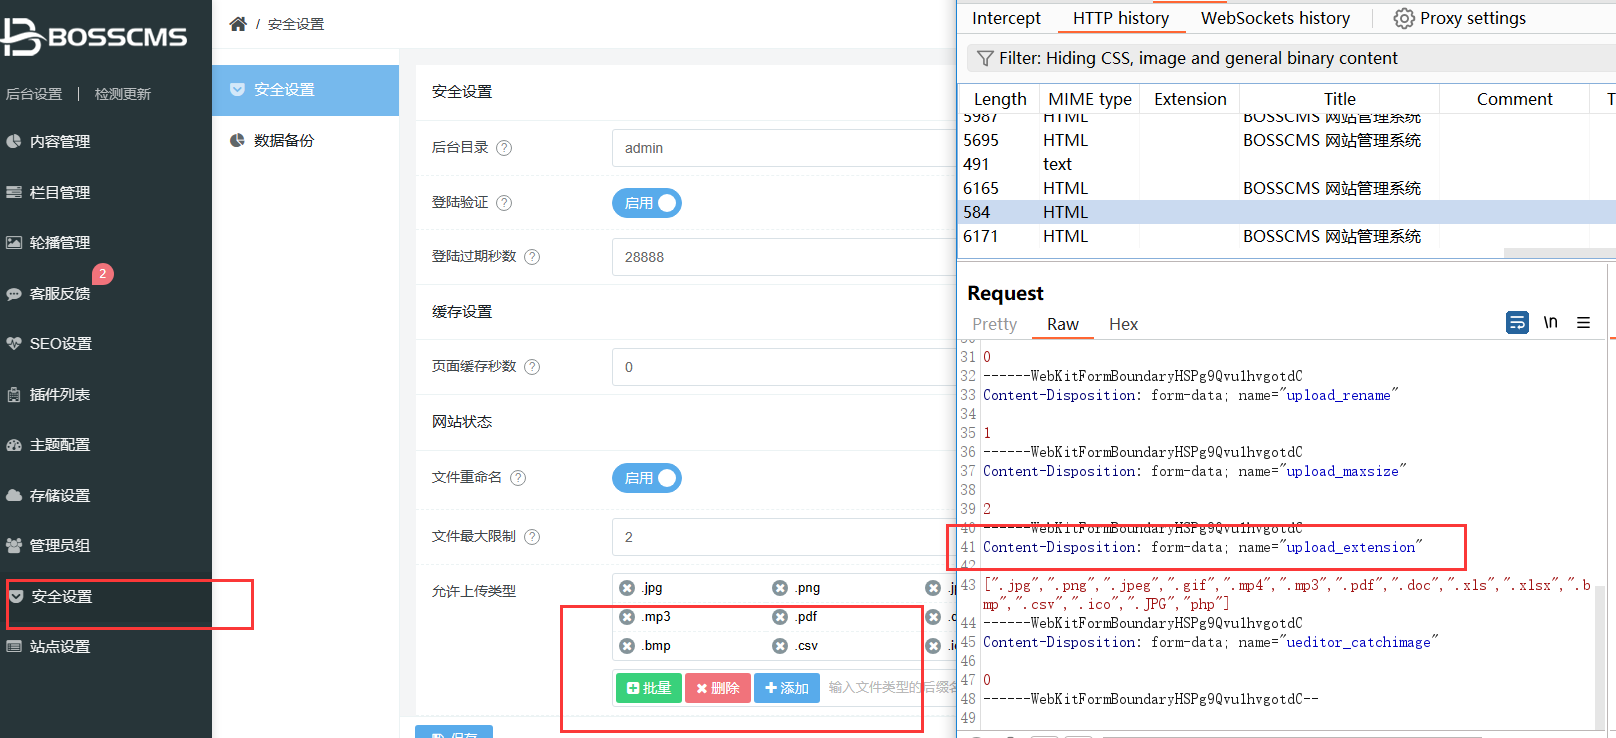 BOSSCMS
后台设置 | 检测更新
内容管理
栏目管理
轮播管理
2
客服反馈
SEO设置
插件列表
主题配置
存储设置
管理员组
安全设置
站点设置
/ 安全设置
安全设置
数据备份
安全设置
后台目录 ?
admin
登陆验证 ?
启用
登陆过期秒数 ?
28888
缓存设置
页面缓存秒数 ?
0
网站状态
文件重命名 ?
启用
文件最大限制 ?
2
允许上传类型
.jpg .png
.mp3 .pdf
.bmp .csv
批量 删除 添加 输入文件类型的后缀名
保存
Intercept HTTP history WebSockets history Proxy settings
Filter: Hiding CSS, image and general binary content
Length MIME type Extension Title Comment T
5987 HTML BOSSCMS 网站管理系统
5695 HTML BOSSCMS 网站管理系统
491 text
6165 HTML BOSSCMS 网站管理系统
584 HTML
6171 HTML BOSSCMS 网站管理系统
Request
Pretty Raw Hex \n
31 0
32 ------WebKitFormBoundaryHSPg9Qvu1hvgotdC
33 Content-Disposition: form-data; name="upload_rename"
34
35 1
36 ------WebKitFormBoundaryHSPg9Qvu1hvgotdC
37 Content-Disposition: form-data; name="upload_maxsize"
38
39 2
40 ------WebKitFormBoundaryHSPg9Qvu1hvgotdC
41 Content-Disposition: form-data; name="upload_extension"
42
43 [".jpg",".png",".jpeg",".gif",".mp4",".mp3",".pdf",".doc",".xls",".xlsx",".b
mp",".csv",".ico",".JPG","php"]
44 ------WebKitFormBoundaryHSPg9Qvu1hvgotdC
45 Content-Disposition: form-data; name="ueditor_catchimage"
46
47 0
48 ------WebKitFormBoundaryHSPg9Qvu1hvgotdC--
49